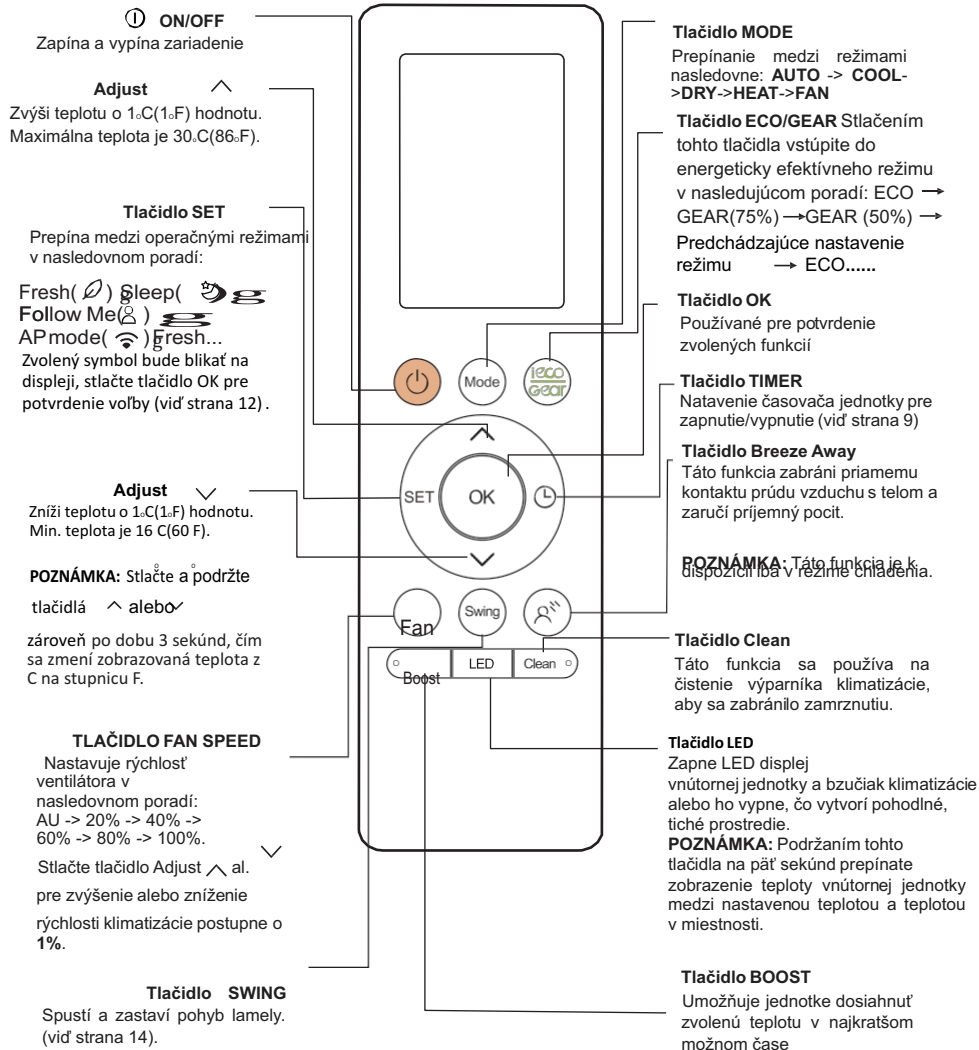 ON/OFF
Zapína a vypína zariadenie
Adjust
Zvýši teplotu o 1°C(1°F) hodnotu.
Maximálna teplota je 30°C(86°F).
Tlačidlo SET
Prepína medzi operačnými režimami
v nasledovnom poradí:
Fresh( ) Sleep(
Follow Me( )
AP mode( ) Fresh...
Zvolený symbol bude blikať na
displeji, stlačte tlačidlo OK pre
potvrdenie voľby (viď strana 12).
Adjust
Zníži teplotu o 1°C(1°F) hodnotu.
Min. teplota je 16 C(60 F).
POZNÁMKA: Stlačte a podržte
tlačidlá ^ alebo
zároveň po dobu 3 sekúnd, čím
sa zmení zobrazovaná teplota z
C na stupnicu F.
TLAČIDLO FAN SPEED
Nastavuje rýchlosť
ventilátora v
nasledovnom poradí:
AU -> 20% -> 40% ->
60% -> 80% -> 100%.
Stlačte tlačidlo Adjust al.
pre zvýšenie alebo zníženie
rýchlosti klimatizácie postupne o
1%.
Tlačidlo SWING
Spustí a zastaví pohyb lamely.
(viď strana 14).
Mode
ieco
Gear
SET
OK
Fan
Swing
Boost
LED
Clean
Tlačidlo MODE
Prepínanie medzi režimami
nasledovne: AUTO -> COOL-
>DRY->HEAT->FAN
Tlačidlo ECO/GEAR Stlačením
tohto tlačidla vstúpite do
energeticky efektívneho režimu
v nasledujúcom poradí: ECO →
GEAR(75%) →GEAR (50%) →
Predchádzajúce nastavenie
režimu → ECO......
Tlačidlo OK
Používané pre potvrdenie
zvolených funkcií
Tlačidlo TIMER
Natavenie časovača jednotky pre
zapnutie/vypnutie (viď strana 9)
Tlačidlo Breeze Away
Táto funkcia zabráni priamemu
kontaktu prúdu vzduchu s telom a
zaručí príjemný pocit.
POZNÁMKA: Táto funkcia je k
dispozícii iba v režime chladenia.
Tlačidlo Clean
Táto funkcia sa používa na
čistenie výparníka klimatizácie,
aby sa zabránilo zamrznutiu.
Tlačidlo LED
Zapne LED displej
vnútornej jednotky a bzučiak klimatizácie
alebo ho vypne, čo vytvorí pohodlné,
tiché prostredie.
POZNÁMKA: Podržaním tohto
tlačidla na päť sekúnd prepínate
zobrazenie teploty vnútornej jednotky
medzi nastavenou teplotou a teplotou
v miestnosti.
Tlačidlo BOOST
Umožňuje jednotke dosiahnuť
zvolenú teplotu v najkratšom
možnom čase